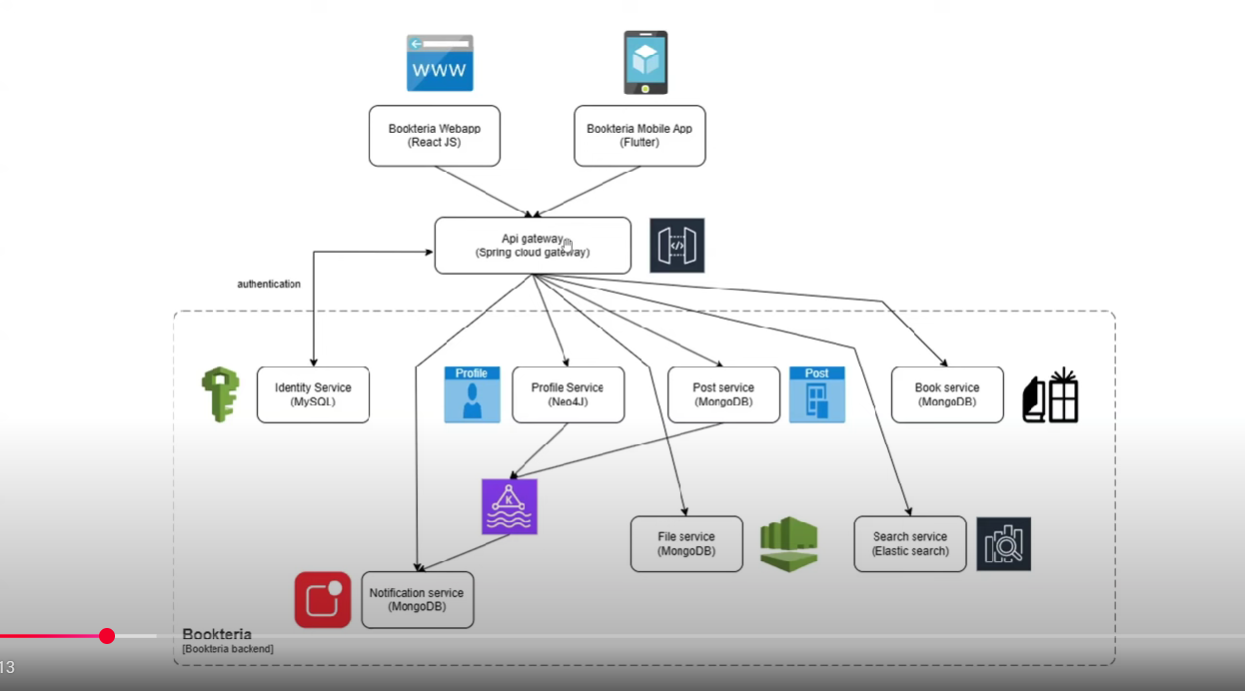 WWW
Bookteria Webapp
(React JS)
Bookteria Mobile App
(Flutter)
Api gateway
(Spring cloud gateway)
authentication
Identity Service
(MySQL)
Profile
Profile Service
(Neo4J)
Post service
(MongoDB)
Post
Book service
(MongoDB)
K
File service
(MongoDB)
Search service
(Elastic search)
Notification service
(MongoDB)
Bookteria
[Bookteria backend]
13